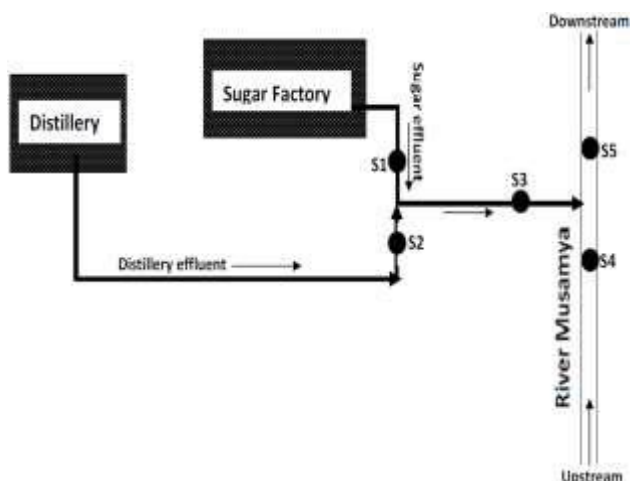 Downstream
Sugar Factory
Distillery
Sugar effluent
S1
S2
S3
S5
S4
Distillery effluent
River Musamya
Upstream